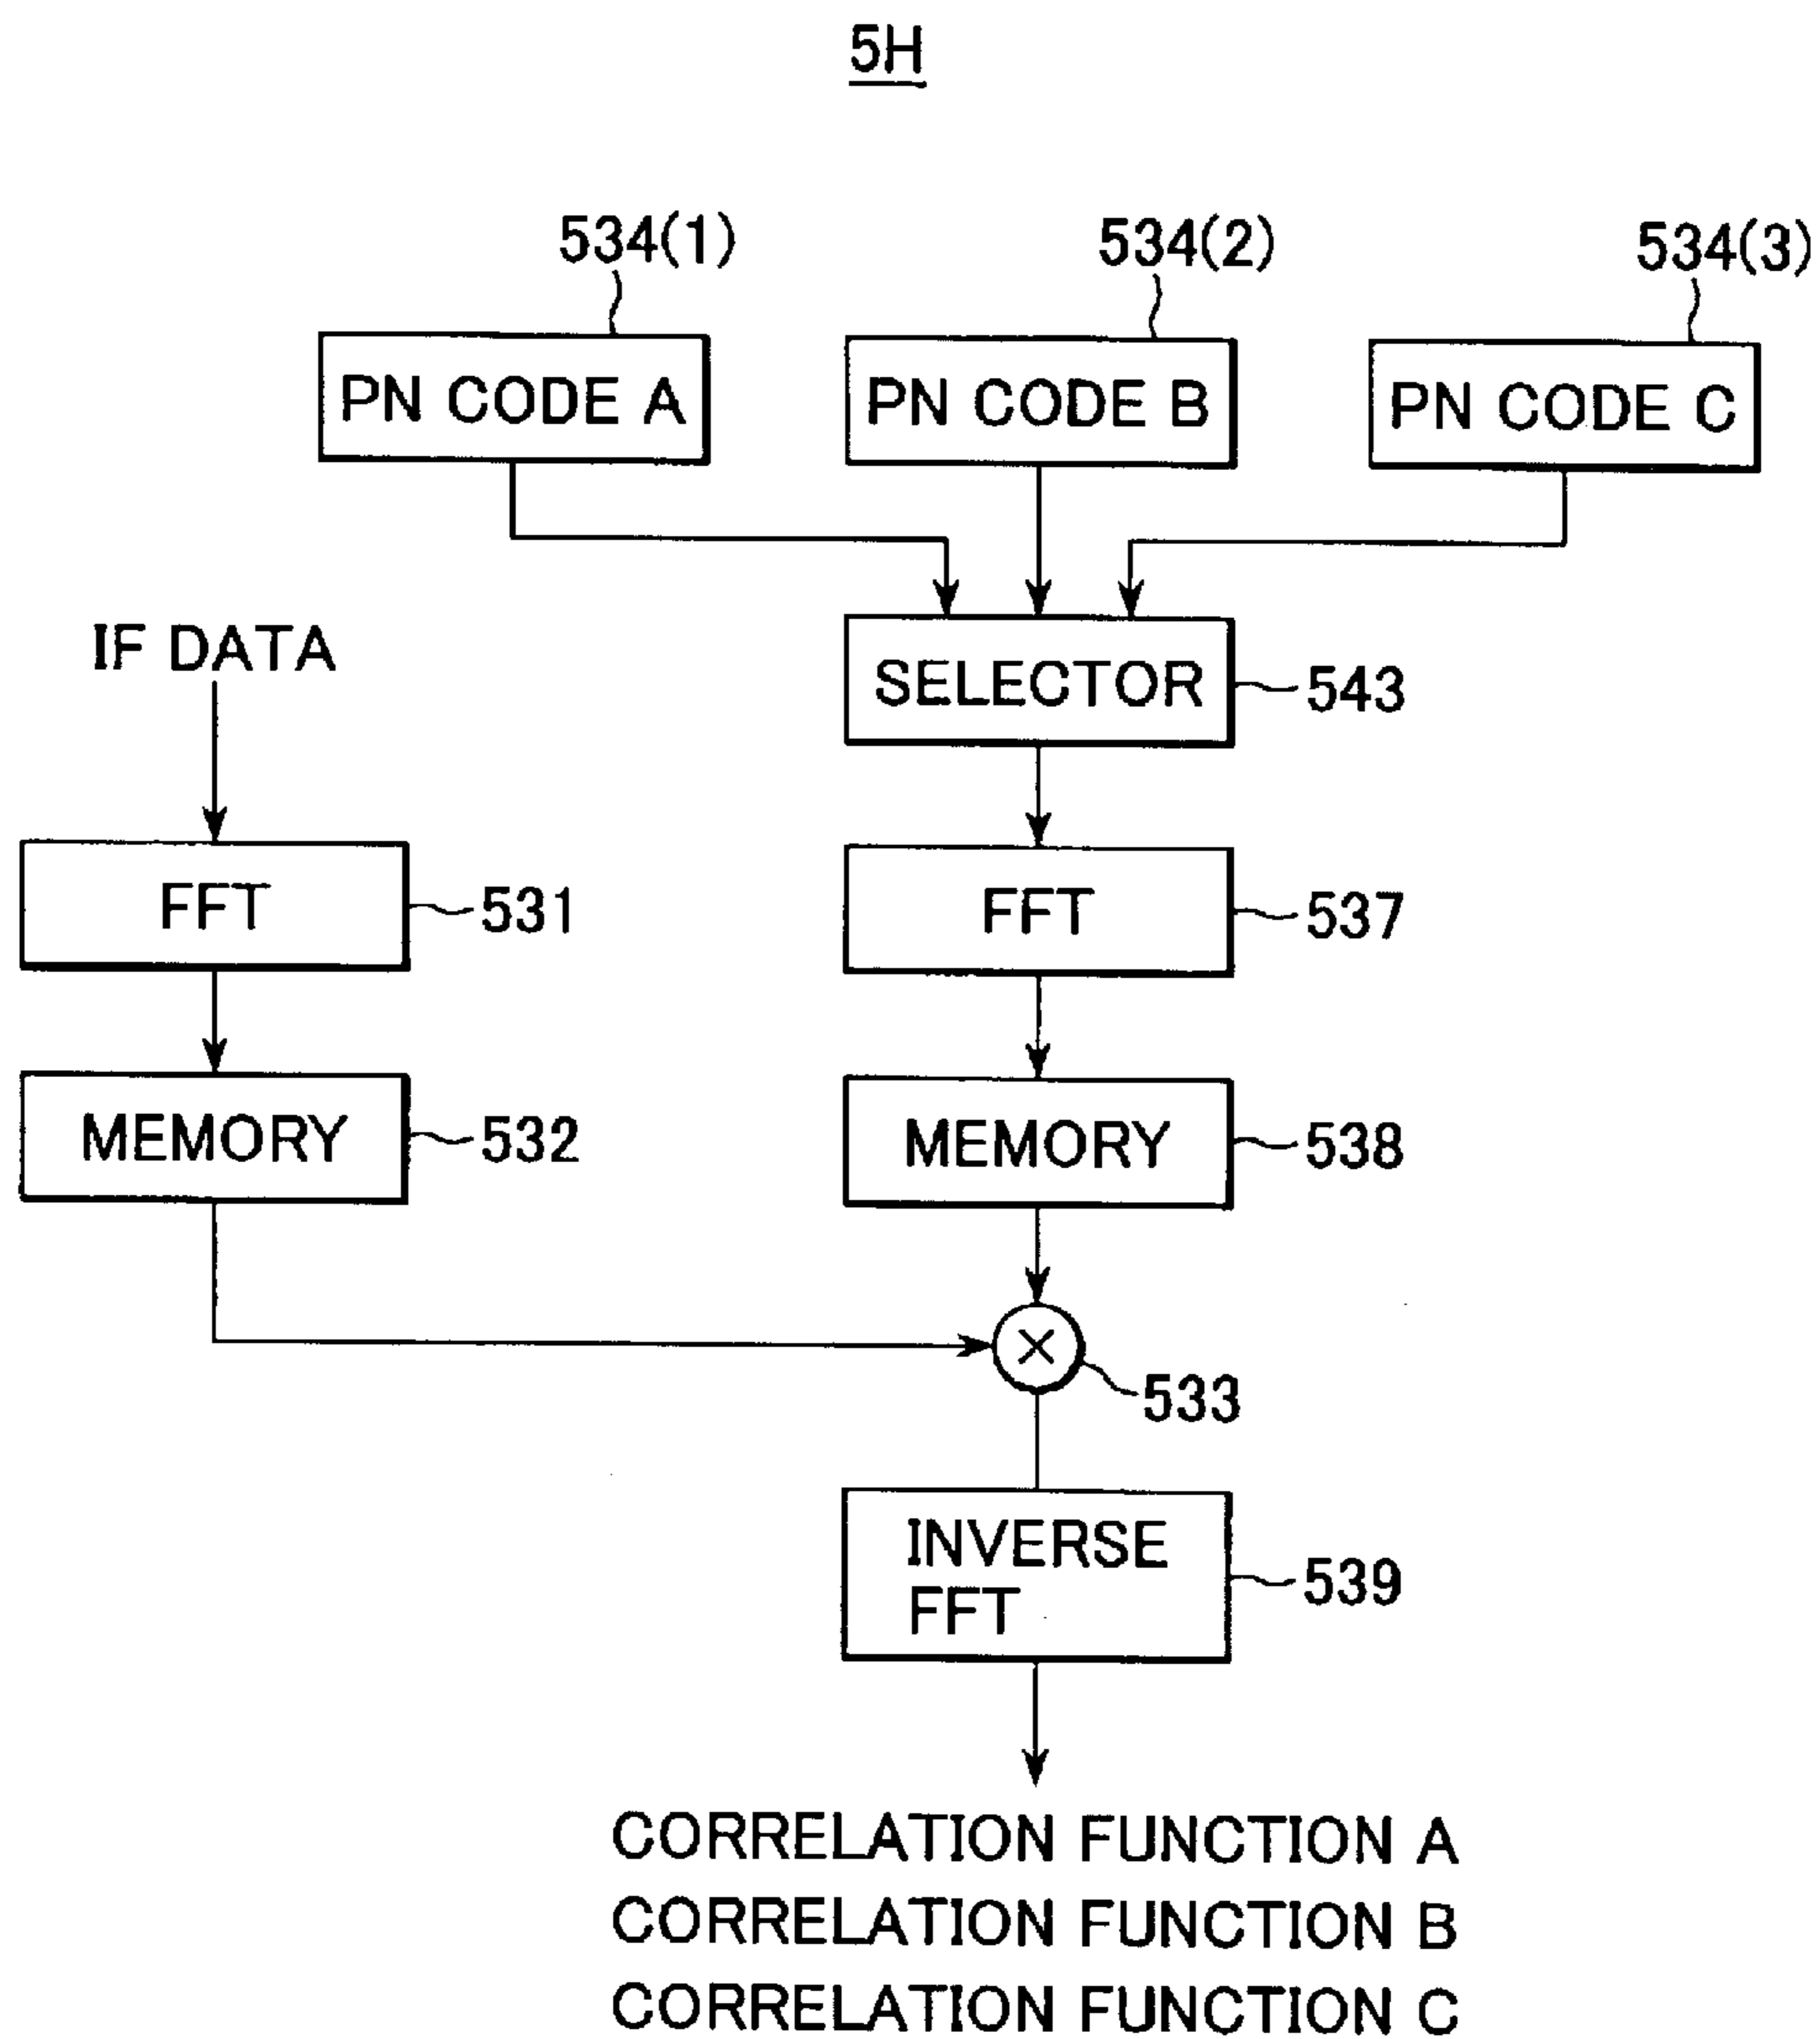 5H
534(1)
534(2)
534(3)
PN CODE A
PN CODE B
PN CODE C
IF DATA
SELECTOR
543
FFT
531
FFT
537
MEMORY
532
MEMORY
538
×
533
INVERSE
FFT
539
CORRELATION FUNCTION A
CORRELATION FUNCTION B
CORRELATION FUNCTION C